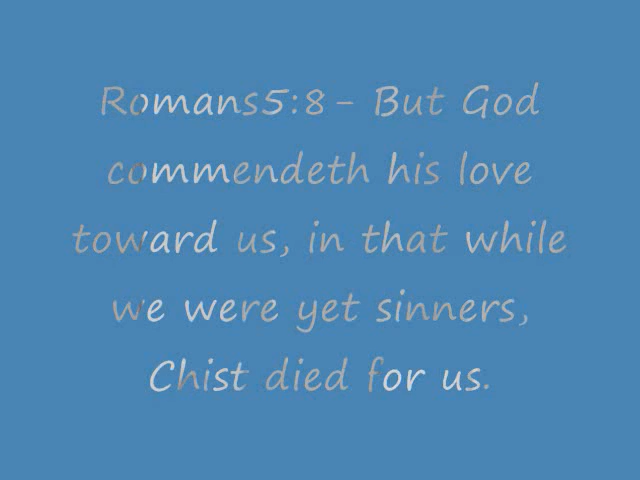 Romans5:8 - But God
commendeth his love
toward us, in that while
we were yet sinners,
Chist died for us.